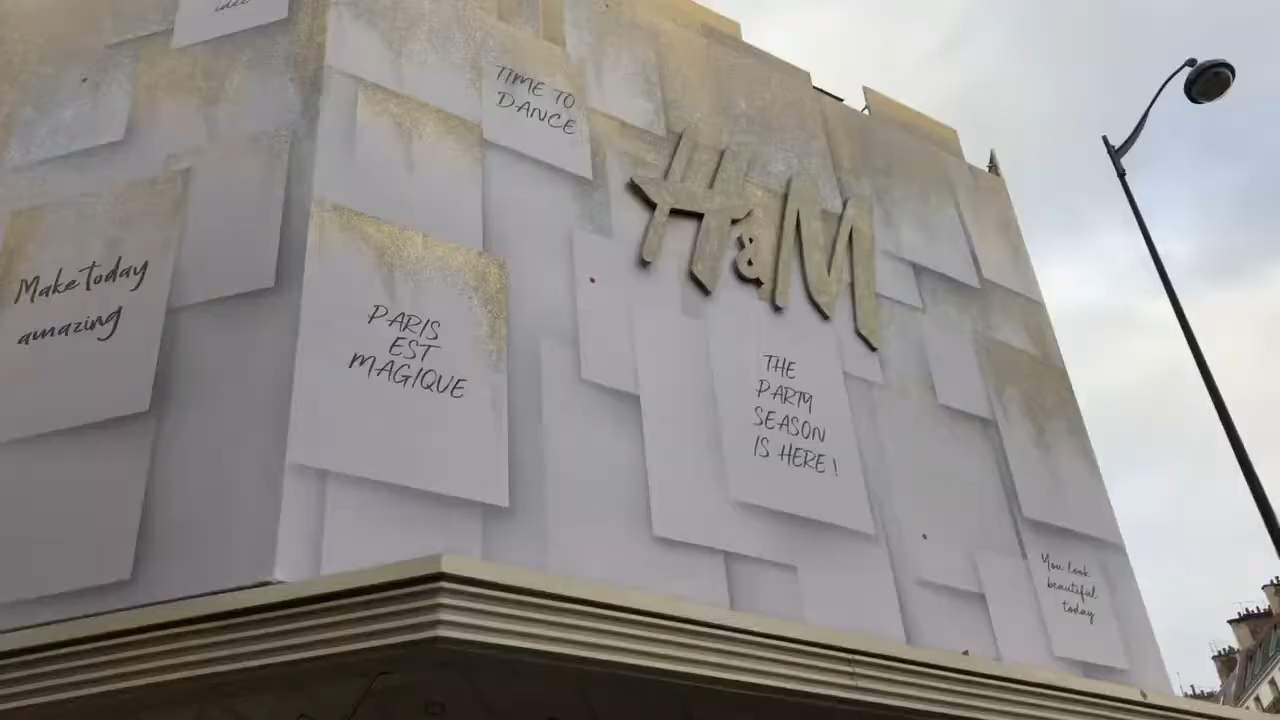 TIME TO
DANCE
H&M
Make today
amazing
PARIS
EST
MAGIQUE
THE
PARTY
SEASON
IS HERE!
You look
beautiful
today